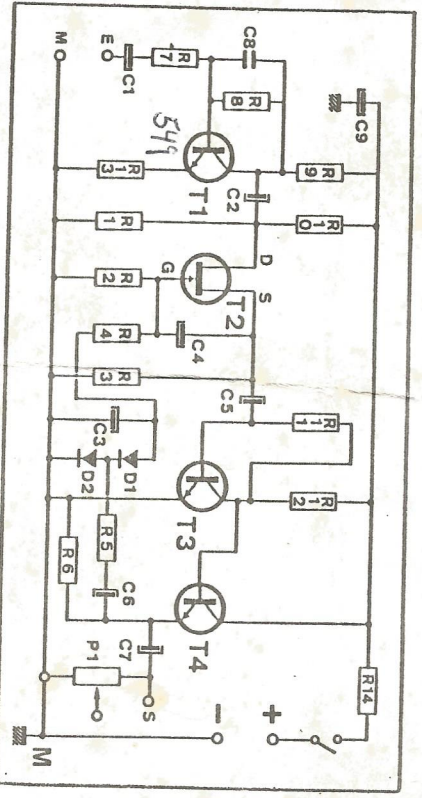 C9
R14
R9
R10
R11
R12
+
−
C8
R8
C2
D
S
C5
T1
T2
T3
T4
549
E
C1
R7
G
C4
C7
S
R13
R1
R2
R4
R3
C3
D1
D2
R5
C6
R6
P1
M
M